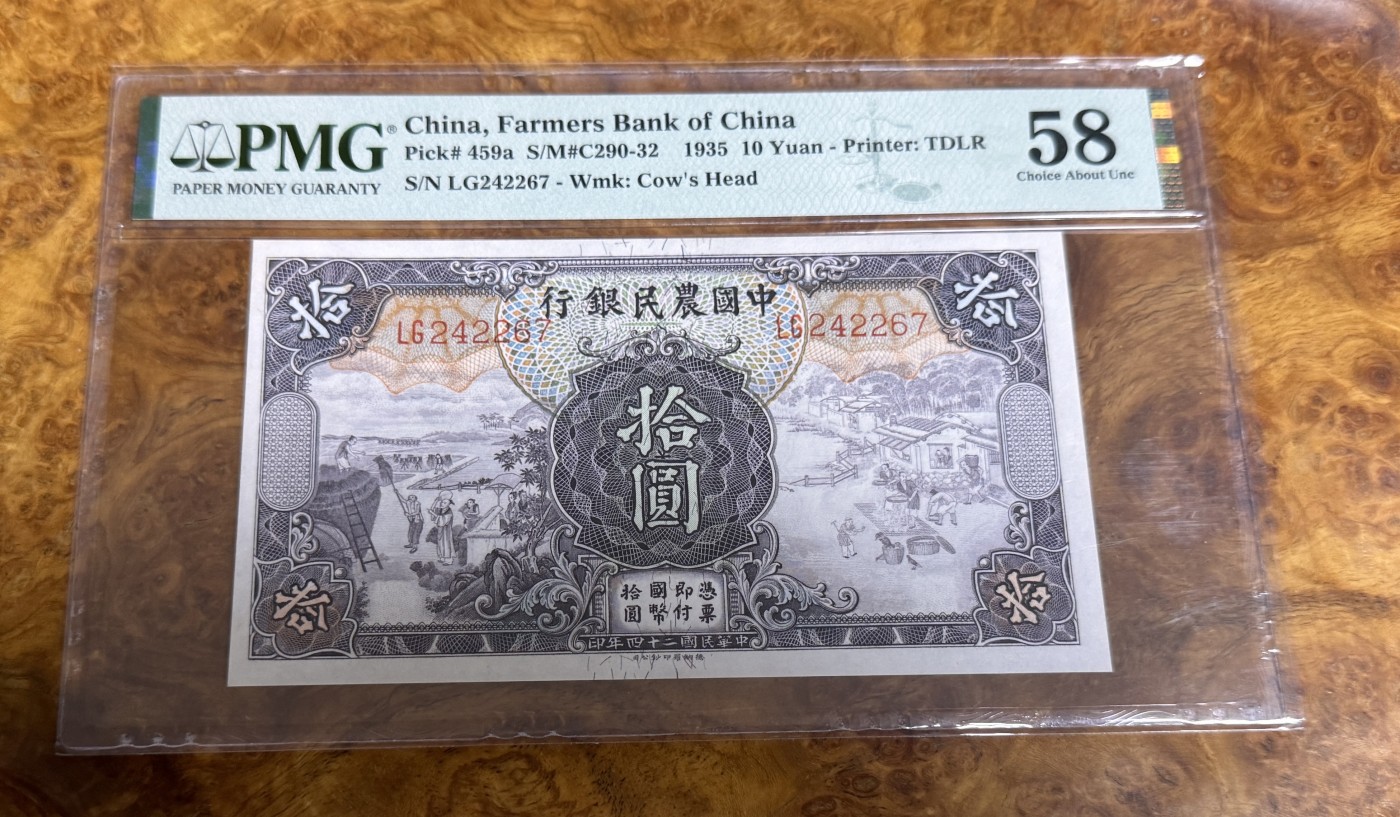 PMG®
PAPER MONEY GUARANTY
China, Farmers Bank of China
Pick# 459a S/M#C290-32 1935 10 Yuan - Printer: TDLR
S/N LG242267 - Wmk: Cow's Head
58
Choice About Unc
拾
行銀民農國中
拾
LG242267
LG242267
拾圓
拾圓
國幣
即付
憑票
拾
拾
印年四十二國民華中